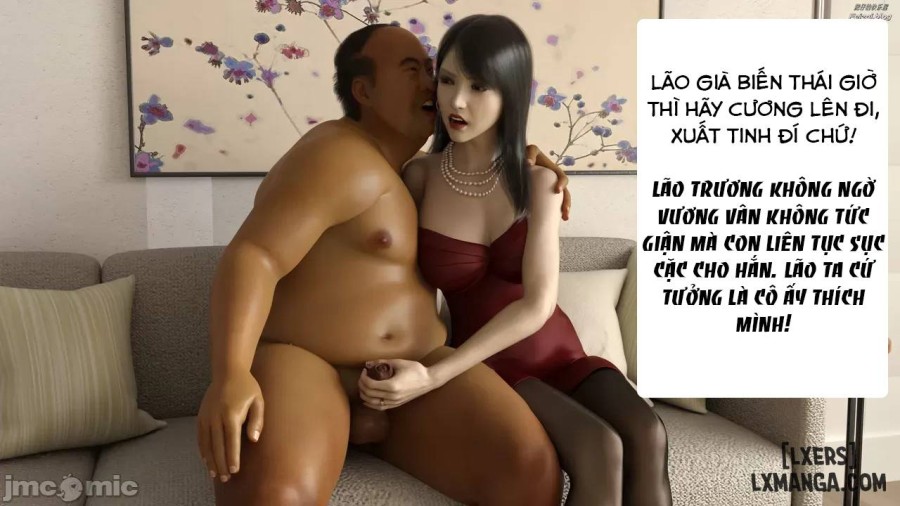 LÃO GIÀ BIẾN THÁI GIỜ
THÌ HÃY CƯƠNG LÊN ĐI,
XUẤT TINH ĐÍ CHỨ!
LÃO TRƯƠNG KHÔNG NGỜ
VƯƠNG VÂN KHÔNG TỨC
GIẬN MÀ CON LIÊN TỤC SỤC
CẶC CHO HẮN. LÃO TA CỨ
TƯỞNG LÀ CÔ ẤY THÍCH
MÌNH!
[LXERS]
LXMANGA.COM
jmcomic